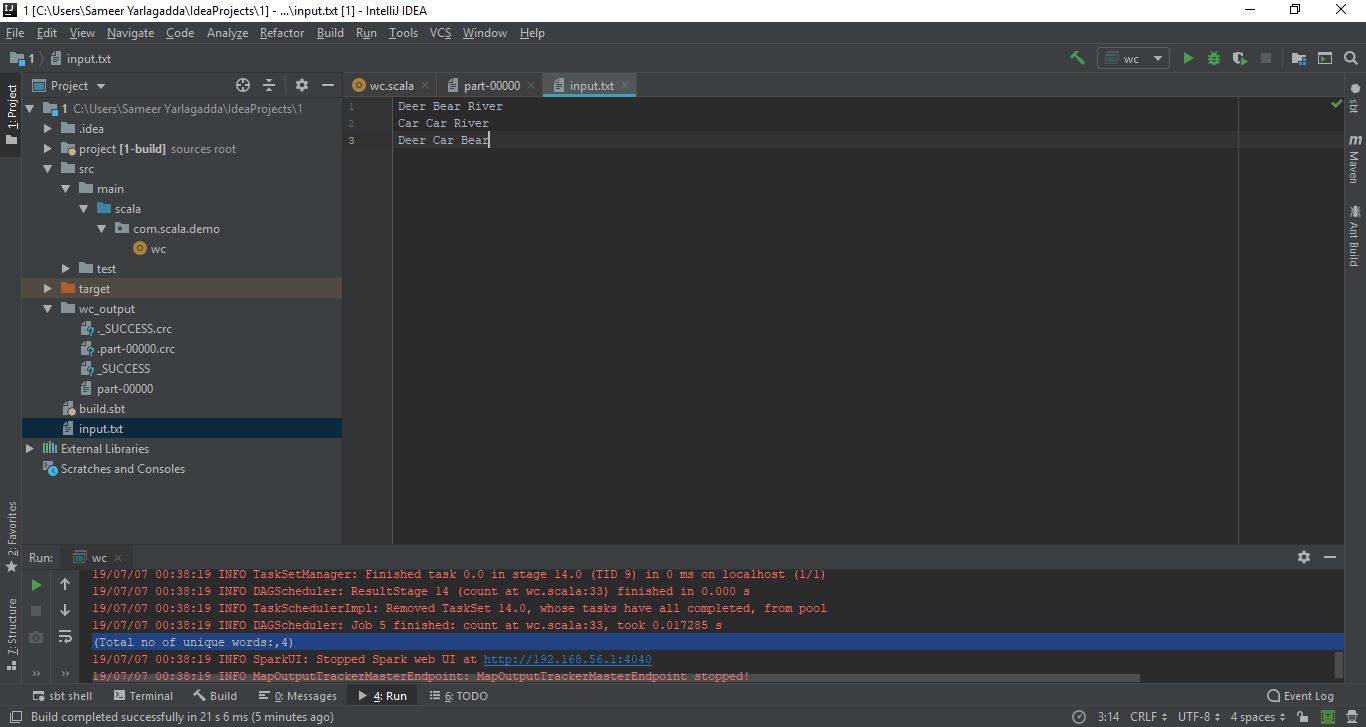 1 [C:\Users\Sameer Yarlagadda\IdeaProjects\1] - ...\input.txt [1] - IntelliJ IDEA
File Edit View Navigate Code Analyze Refactor Build Run Tools VCS Window Help
1 input.txt
wc
Project
wc.scala
part-00000
input.txt
1: Project
1 C:\Users\Sameer Yarlagadda\IdeaProjects\1
.idea
project [1-build] sources root
src
main
scala
com.scala.demo
wc
test
target
wc_output
._SUCCESS.crc
.part-00000.crc
_SUCCESS
part-00000
build.sbt
input.txt
External Libraries
Scratches and Consoles
1 Deer Bear River
2 Car Car River
3 Deer Car Bear
sbt
Maven
Ant Build
2: Favorites
7: Structure
Run: wc
19/07/07 00:38:19 INFO TaskSetManager: Finished task 0.0 in stage 14.0 (TID 9) in 0 ms on localhost (1/1)
19/07/07 00:38:19 INFO DAGScheduler: ResultStage 14 (count at wc.scala:33) finished in 0.000 s
19/07/07 00:38:19 INFO TaskSchedulerImpl: Removed TaskSet 14.0, whose tasks have all completed, from pool
19/07/07 00:38:19 INFO DAGScheduler: Job 5 finished: count at wc.scala:33, took 0.017285 s
(Total no of unique words:,4)
19/07/07 00:38:19 INFO SparkUI: Stopped Spark web UI at http://192.168.56.1:4040
19/07/07 00:38:19 INFO MapOutputTrackerMasterEndpoint: MapOutputTrackerMasterEndpoint stopped!
sbt shell Terminal Build 0: Messages 4: Run 6: TODO Event Log
Build completed successfully in 21 s 6 ms (5 minutes ago) 3:14 CRLF UTF-8 4 spaces